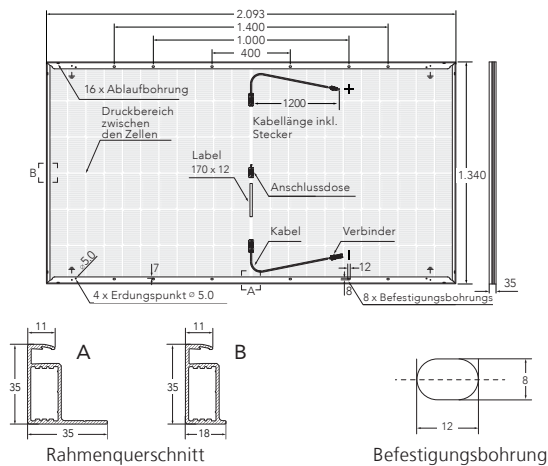 2.093
1.400
1.000
400
16 x Ablaufbohrung
+
1200
Druckbereich
zwischen
den Zellen
Kabellänge inkl.
Stecker
Label
170 x 12
B
1.340
Anschlussdose
Kabel
Verbinder
⌀5.0
7
12
4 x Erdungspunkt ⌀ 5.0
A
8
8 x Befestigungsbohrungs
35
11
A
35
35
11
B
35
18
8
12
Rahmenquerschnitt
Befestigungsbohrung